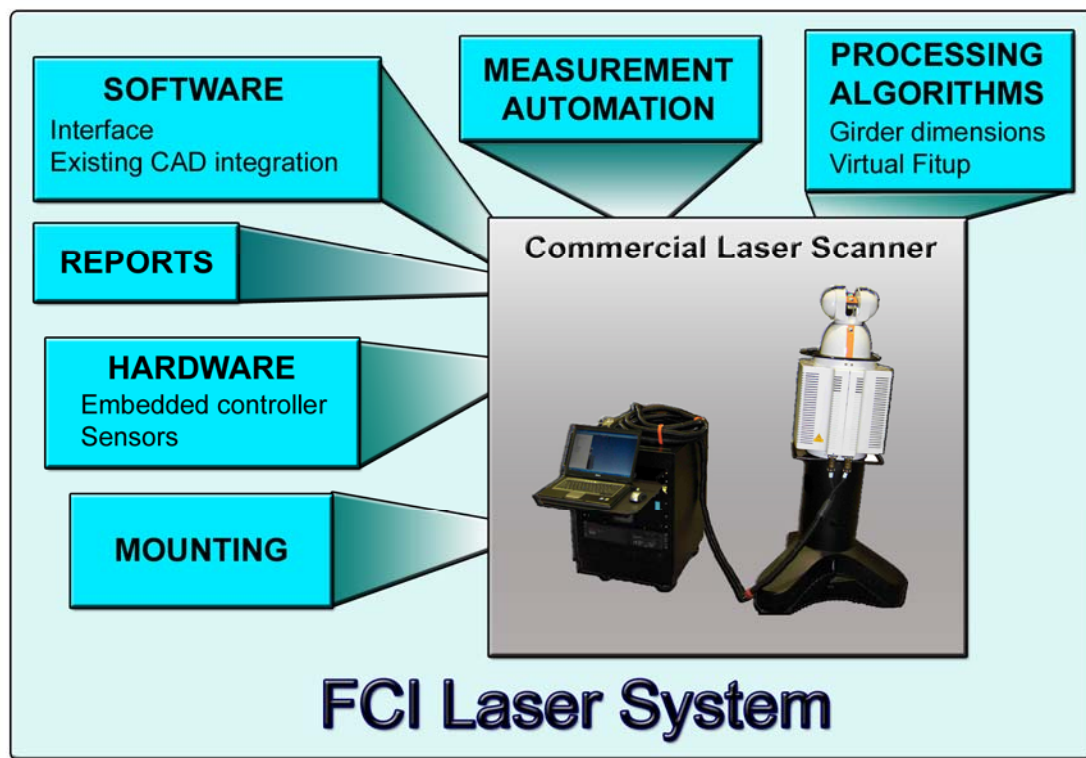 SOFTWARE
Interface
Existing CAD integration
MEASUREMENT
AUTOMATION
PROCESSING
ALGORITHMS
Girder dimensions
Virtual Fitup
REPORTS
HARDWARE
Embedded controller
Sensors
MOUNTING
Commercial Laser Scanner
FCI Laser System